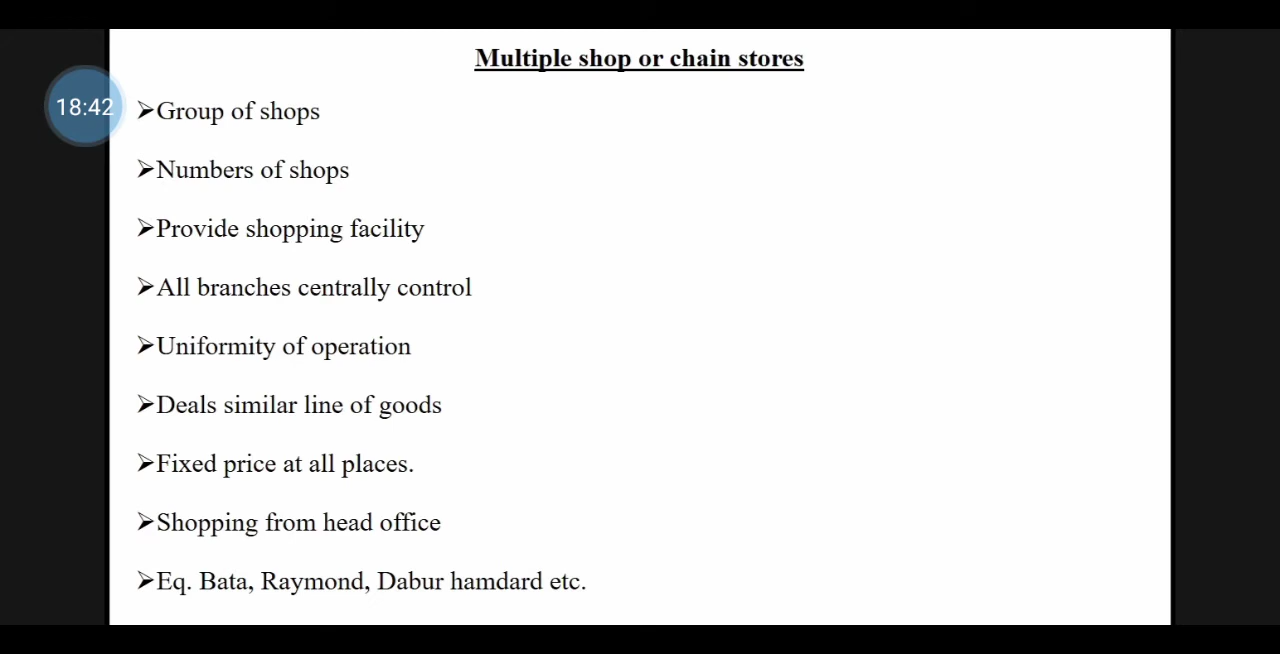 Multiple shop or chain stores
18:42
➢Group of shops
➢Numbers of shops
➢Provide shopping facility
➢All branches centrally control
➢Uniformity of operation
➢Deals similar line of goods
➢Fixed price at all places.
➢Shopping from head office
➢Eq. Bata, Raymond, Dabur hamdard etc.